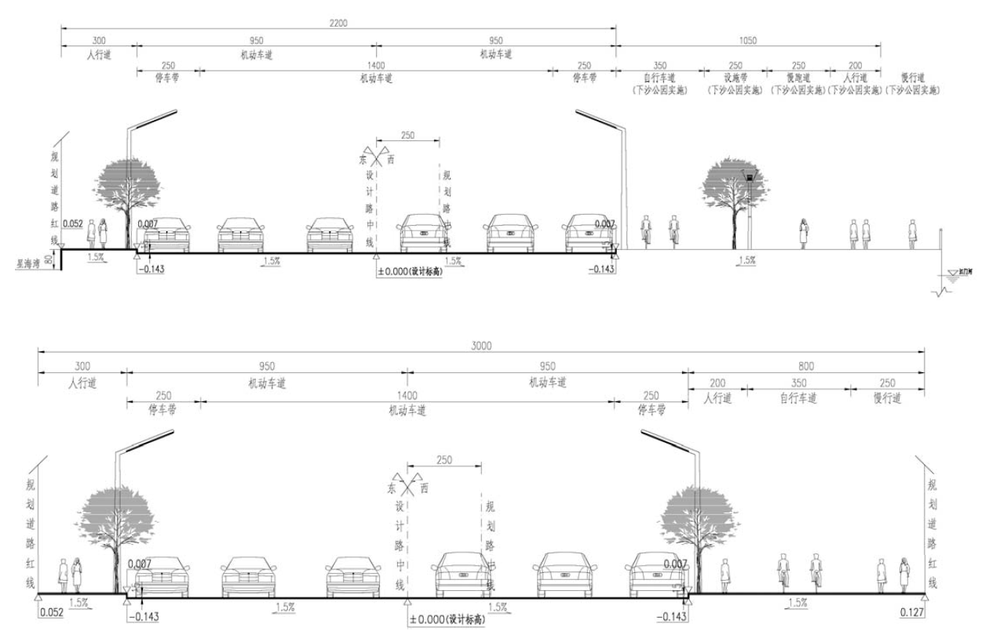 2200
300 950 950 1050
人行道 机动车道 机动车道
250 1400 250 350 250 250 200
停车带 机动车道 停车带 自行车道 设施带 慢跑道 人行道 慢行道
(下沙公园实施) (下沙公园实施) (下沙公园实施) (下沙公园实施) (下沙公园实施)
250
东 西
规划道路红线
设计路中线
规划路中线
0.052 0.007 0.007
星海湾 80 1.5% 1.5% 1.5% 1.5%
-0.143 ±0.000(设计标高) -0.143
3000
300 950 950 800
人行道 机动车道 机动车道
200 350 250
人行道 自行车道 慢行道
250 1400 250
停车带 机动车道 停车带
250
东 西
规划道路红线
设计路中线
规划路中线
规划道路红线
0.007 0.007
1.5% 1.5% 1.5% 1.5%
0.052 -0.143 ±0.000(设计标高) -0.143 0.127